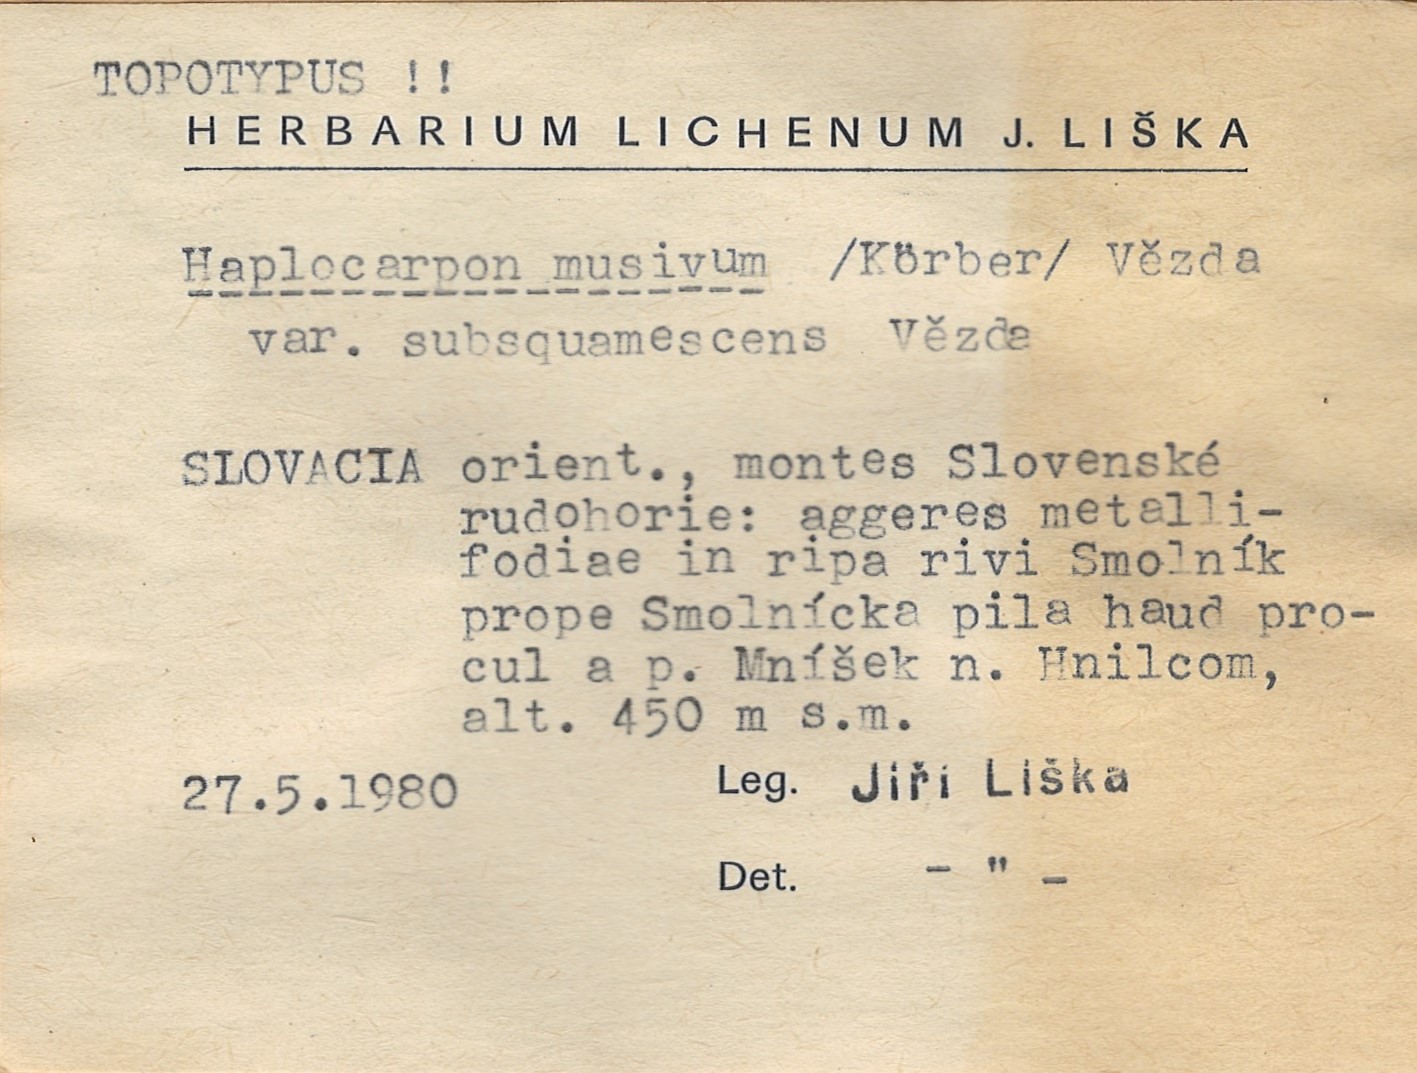 TOPOTYPUS !!
HERBARIUM LICHENUM J. LIŠKA
Haplocarpon musivum /Körber/ Vězda
var. subsquamescens Vězda
SLOVACIA orient., montes Slovenské
rudohorie: aggeres metalli-
fodiae in ripa rivi Smolník
prope Smolnícka pila haud pro-
cul a p. Mníšek n. Hnilcom,
alt. 450 m s.m.
27.5.1980 Leg. Jiří Liška
Det. - " -